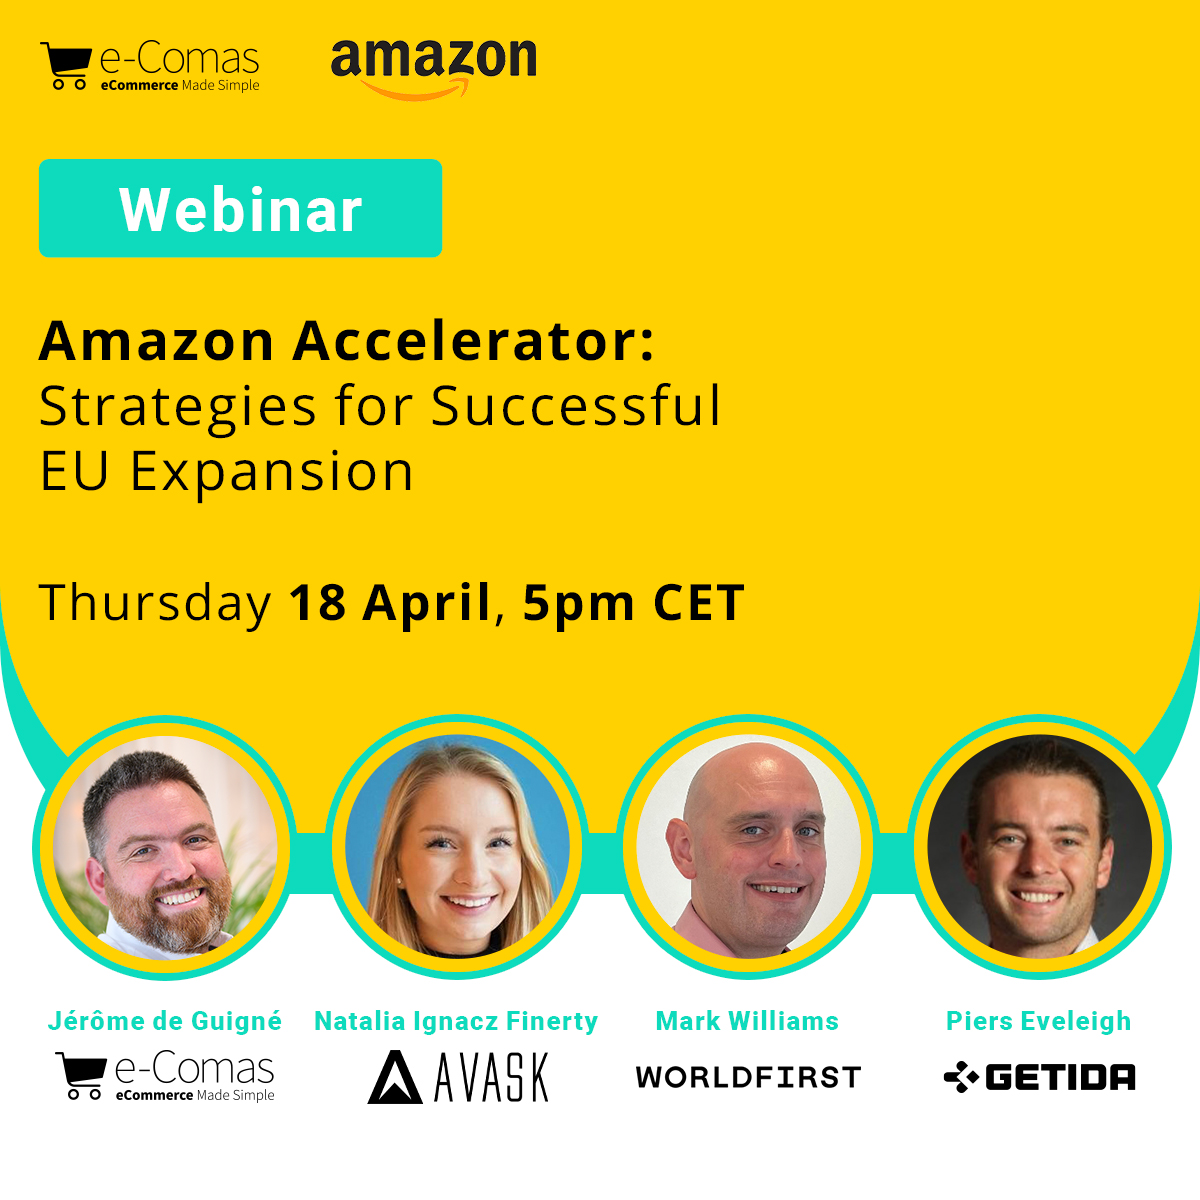 e-Comas
eCommerce Made Simple
amazon
Webinar
Amazon Accelerator:
Strategies for Successful
EU Expansion
Thursday 18 April, 5pm CET
Jérôme de Guigné
e-Comas
eCommerce Made Simple
Natalia Ignacz Finerty
AVASK
Mark Williams
WORLDFIRST
Piers Eveleigh
GETIDA